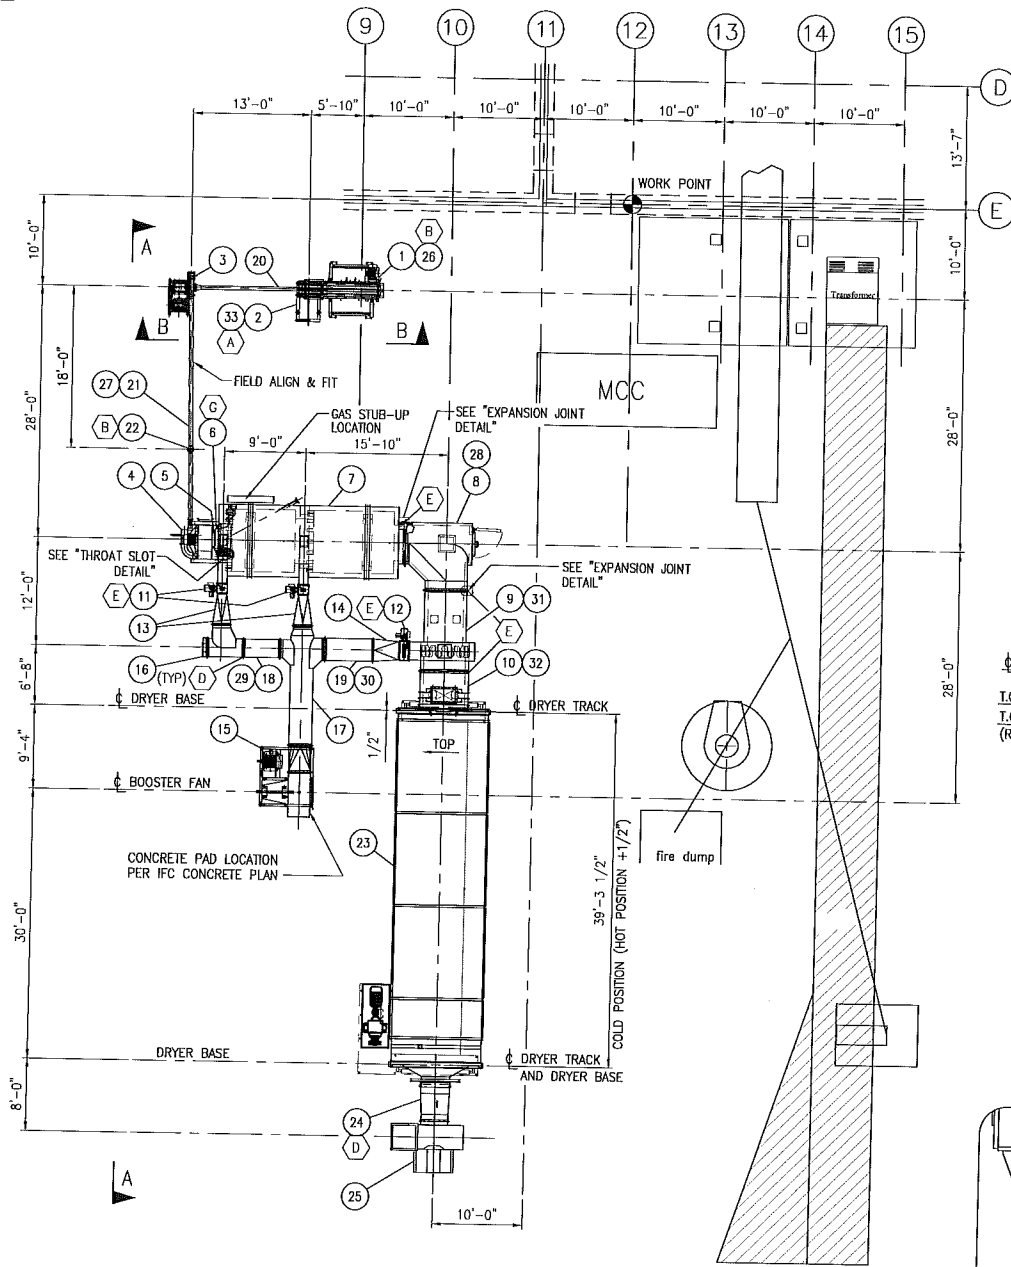 9
10
11
12
13
14
15
D
E
13'-0"
5'-10"
10'-0"
10'-0"
10'-0"
10'-0"
10'-0"
10'-0"
13'-7"
WORK POINT
10'-0"
10'-0"
A
3
20
B
1
26
Transformer
33
2
A
B
B
18'-0"
28'-0"
28'-0"
MCC
27
21
FIELD ALIGN & FIT
G
GAS STUB-UP
LOCATION
SEE "EXPANSION JOINT
DETAIL"
B
22
6
9'-0"
15'-10"
28
8
4
5
7
E
SEE "THROAT SLOT
DETAIL"
SEE "EXPANSION JOINT
DETAIL"
12'-0"
E
11
14
E
12
9
31
13
E
16
(TYP)
D
29
18
19
30
10
32
6'-8"
28'-0"
℄ DRYER BASE
℄ DRYER TRACK
T.
T.
(R
15
17
1/2"
TOP
9'-4"
℄ BOOSTER FAN
23
CONCRETE PAD LOCATION
PER IFC CONCRETE PLAN
fire dump
39'-3 1/2"
COLD POSITION (HOT POSITION +1/2")
30'-0"
DRYER BASE
℄ DRYER TRACK
AND DRYER BASE
8'-0"
24
D
A
25
10'-0"